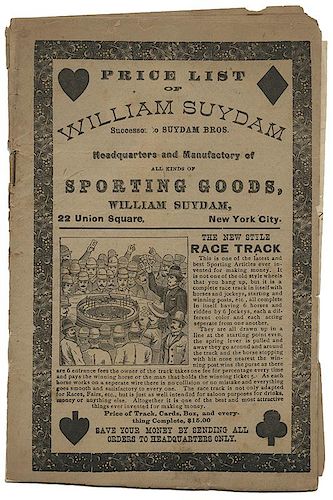 PRICE LIST
OF
WILLIAM SUYDAM
Successor to SUYDAM BROS.
Headquarters and Manufactory of
ALL KINDS OF
SPORTING GOODS,
WILLIAM SUYDAM,
22 Union Square, New York City.
THE NEW STYLE
RACE TRACK
This is one of the latest and
best Sporting Articles ever in-
vented for making money. It
is not one of the old style wheels
that you bang up, but it is a
complete race track in itself with
horses and jockeys, starting and
winning posts, etc., all complete
in itself having 6 horses and
ridden by 6 Jockeys, each a dif-
ferent color and each acting
seperate from one another.
They are all drawn up in a
line at the starting point even,
the spring lever is pulled and
away they go around and around
the track and the horse stopping
with his nose nearest the win-
ning post wins the purse as there
are 6 entrance fees the owner of the track takes one fee for percentage every time
and pays the winning horse or the man that holds the winning ticket 5. As each
horse works on a seperate wire there is no collision or no mistake and everything
goes smooth and satisfactory to every one. The race track is not only adapted
for Races, Fairs, etc., but is just as well intended for saloon purposes for drinks,
money or anything else. Altogether it is one of the best and most attractive
things ever invented for making money.
Price of Track, Cards, Box, and every-
thing Complete, $15.00
SAVE YOUR MONEY BY SENDING ALL
ORDERS TO HEADQUARTERS ONLY.